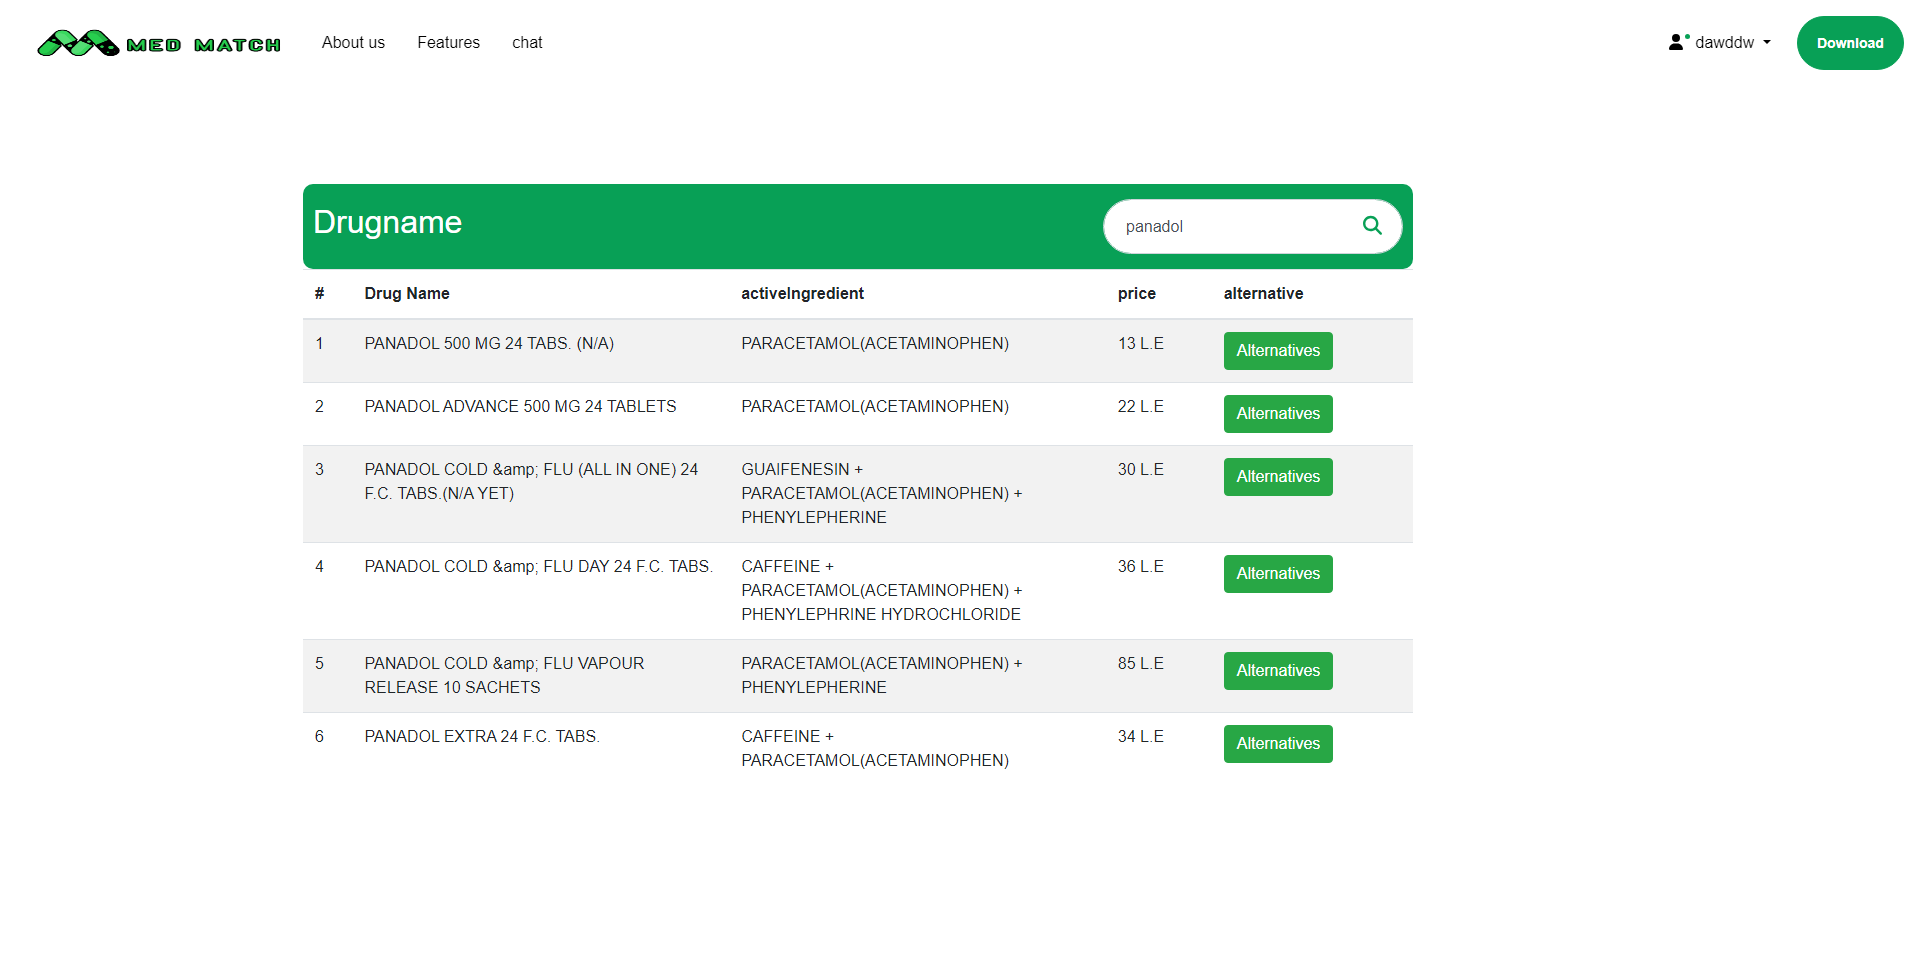 MED MATCH About us Features chat dawddw Download
Drugname panadol
# Drug Name activeIngredient price alternative
1 PANADOL 500 MG 24 TABS. (N/A) PARACETAMOL(ACETAMINOPHEN) 13 L.E Alternatives
2 PANADOL ADVANCE 500 MG 24 TABLETS PARACETAMOL(ACETAMINOPHEN) 22 L.E Alternatives
3 PANADOL COLD &amp; FLU (ALL IN ONE) 24 GUAIFENESIN + 30 L.E Alternatives
F.C. TABS.(N/A YET) PARACETAMOL(ACETAMINOPHEN) +
PHENYLEPHERINE
4 PANADOL COLD &amp; FLU DAY 24 F.C. TABS. CAFFEINE + 36 L.E Alternatives
PARACETAMOL(ACETAMINOPHEN) +
PHENYLEPHRINE HYDROCHLORIDE
5 PANADOL COLD &amp; FLU VAPOUR PARACETAMOL(ACETAMINOPHEN) + 85 L.E Alternatives
RELEASE 10 SACHETS PHENYLEPHERINE
6 PANADOL EXTRA 24 F.C. TABS. CAFFEINE + 34 L.E Alternatives
PARACETAMOL(ACETAMINOPHEN)